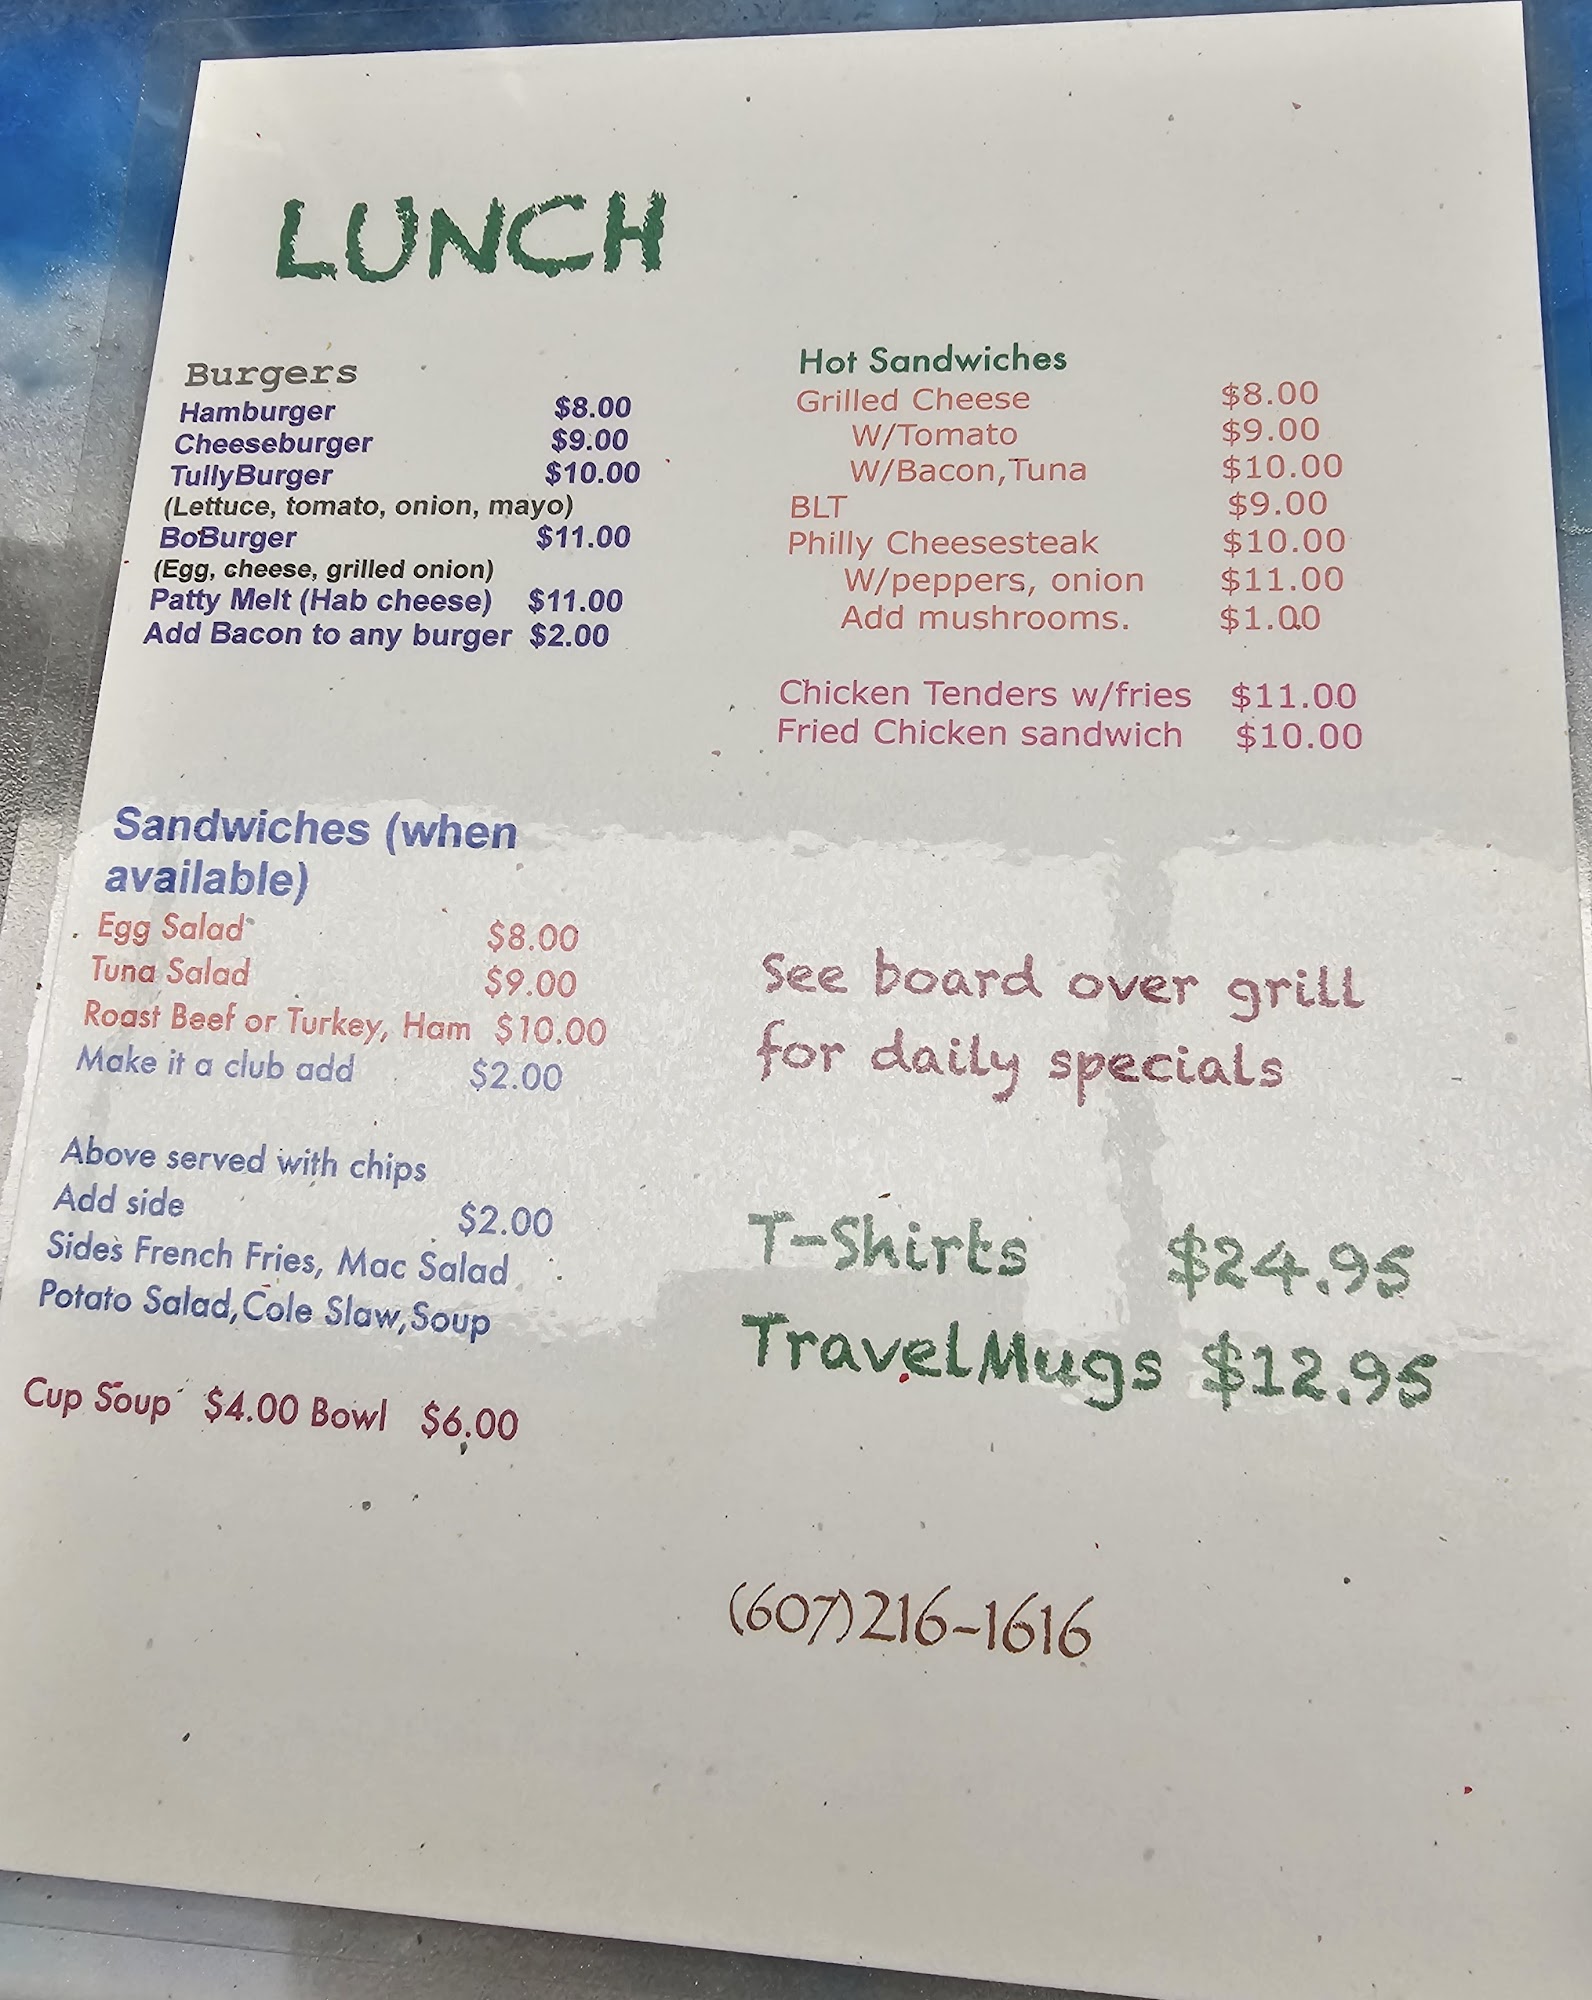 LUNCH
Burgers
Hamburger $8.00
Cheeseburger $9.00
TullyBurger $10.00
(Lettuce, tomato, onion, mayo)
BoBurger $11.00
(Egg, cheese, grilled onion)
Patty Melt (Hab cheese) $11.00
Add Bacon to any burger $2.00
Hot Sandwiches
Grilled Cheese $8.00
W/Tomato $9.00
W/Bacon,Tuna $10.00
BLT $9.00
Philly Cheesesteak $10.00
W/peppers, onion $11.00
Add mushrooms. $1.00
Chicken Tenders w/fries $11.00
Fried Chicken sandwich $10.00
Sandwiches (when
available)
Egg Salad $8.00
Tuna Salad $9.00
Roast Beef or Turkey, Ham $10.00
Make it a club add $2.00
Above served with chips
Add side $2.00
Sides French Fries, Mac Salad
Potato Salad,Cole Slaw,Soup
Cup Soup $4.00 Bowl $6.00
See board over grill
for daily specials
T-Shirts $24.95
TravelMugs $12.95
(607)216-1616